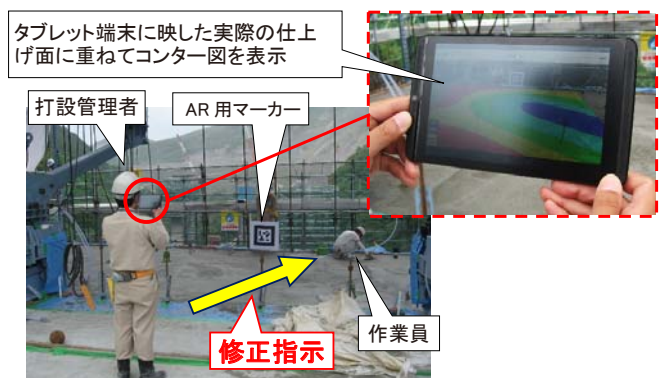 タブレット端末に映した実際の仕上
げ面に重ねてコンター図を表示
打設管理者
AR 用マーカー
修正指示
作業員